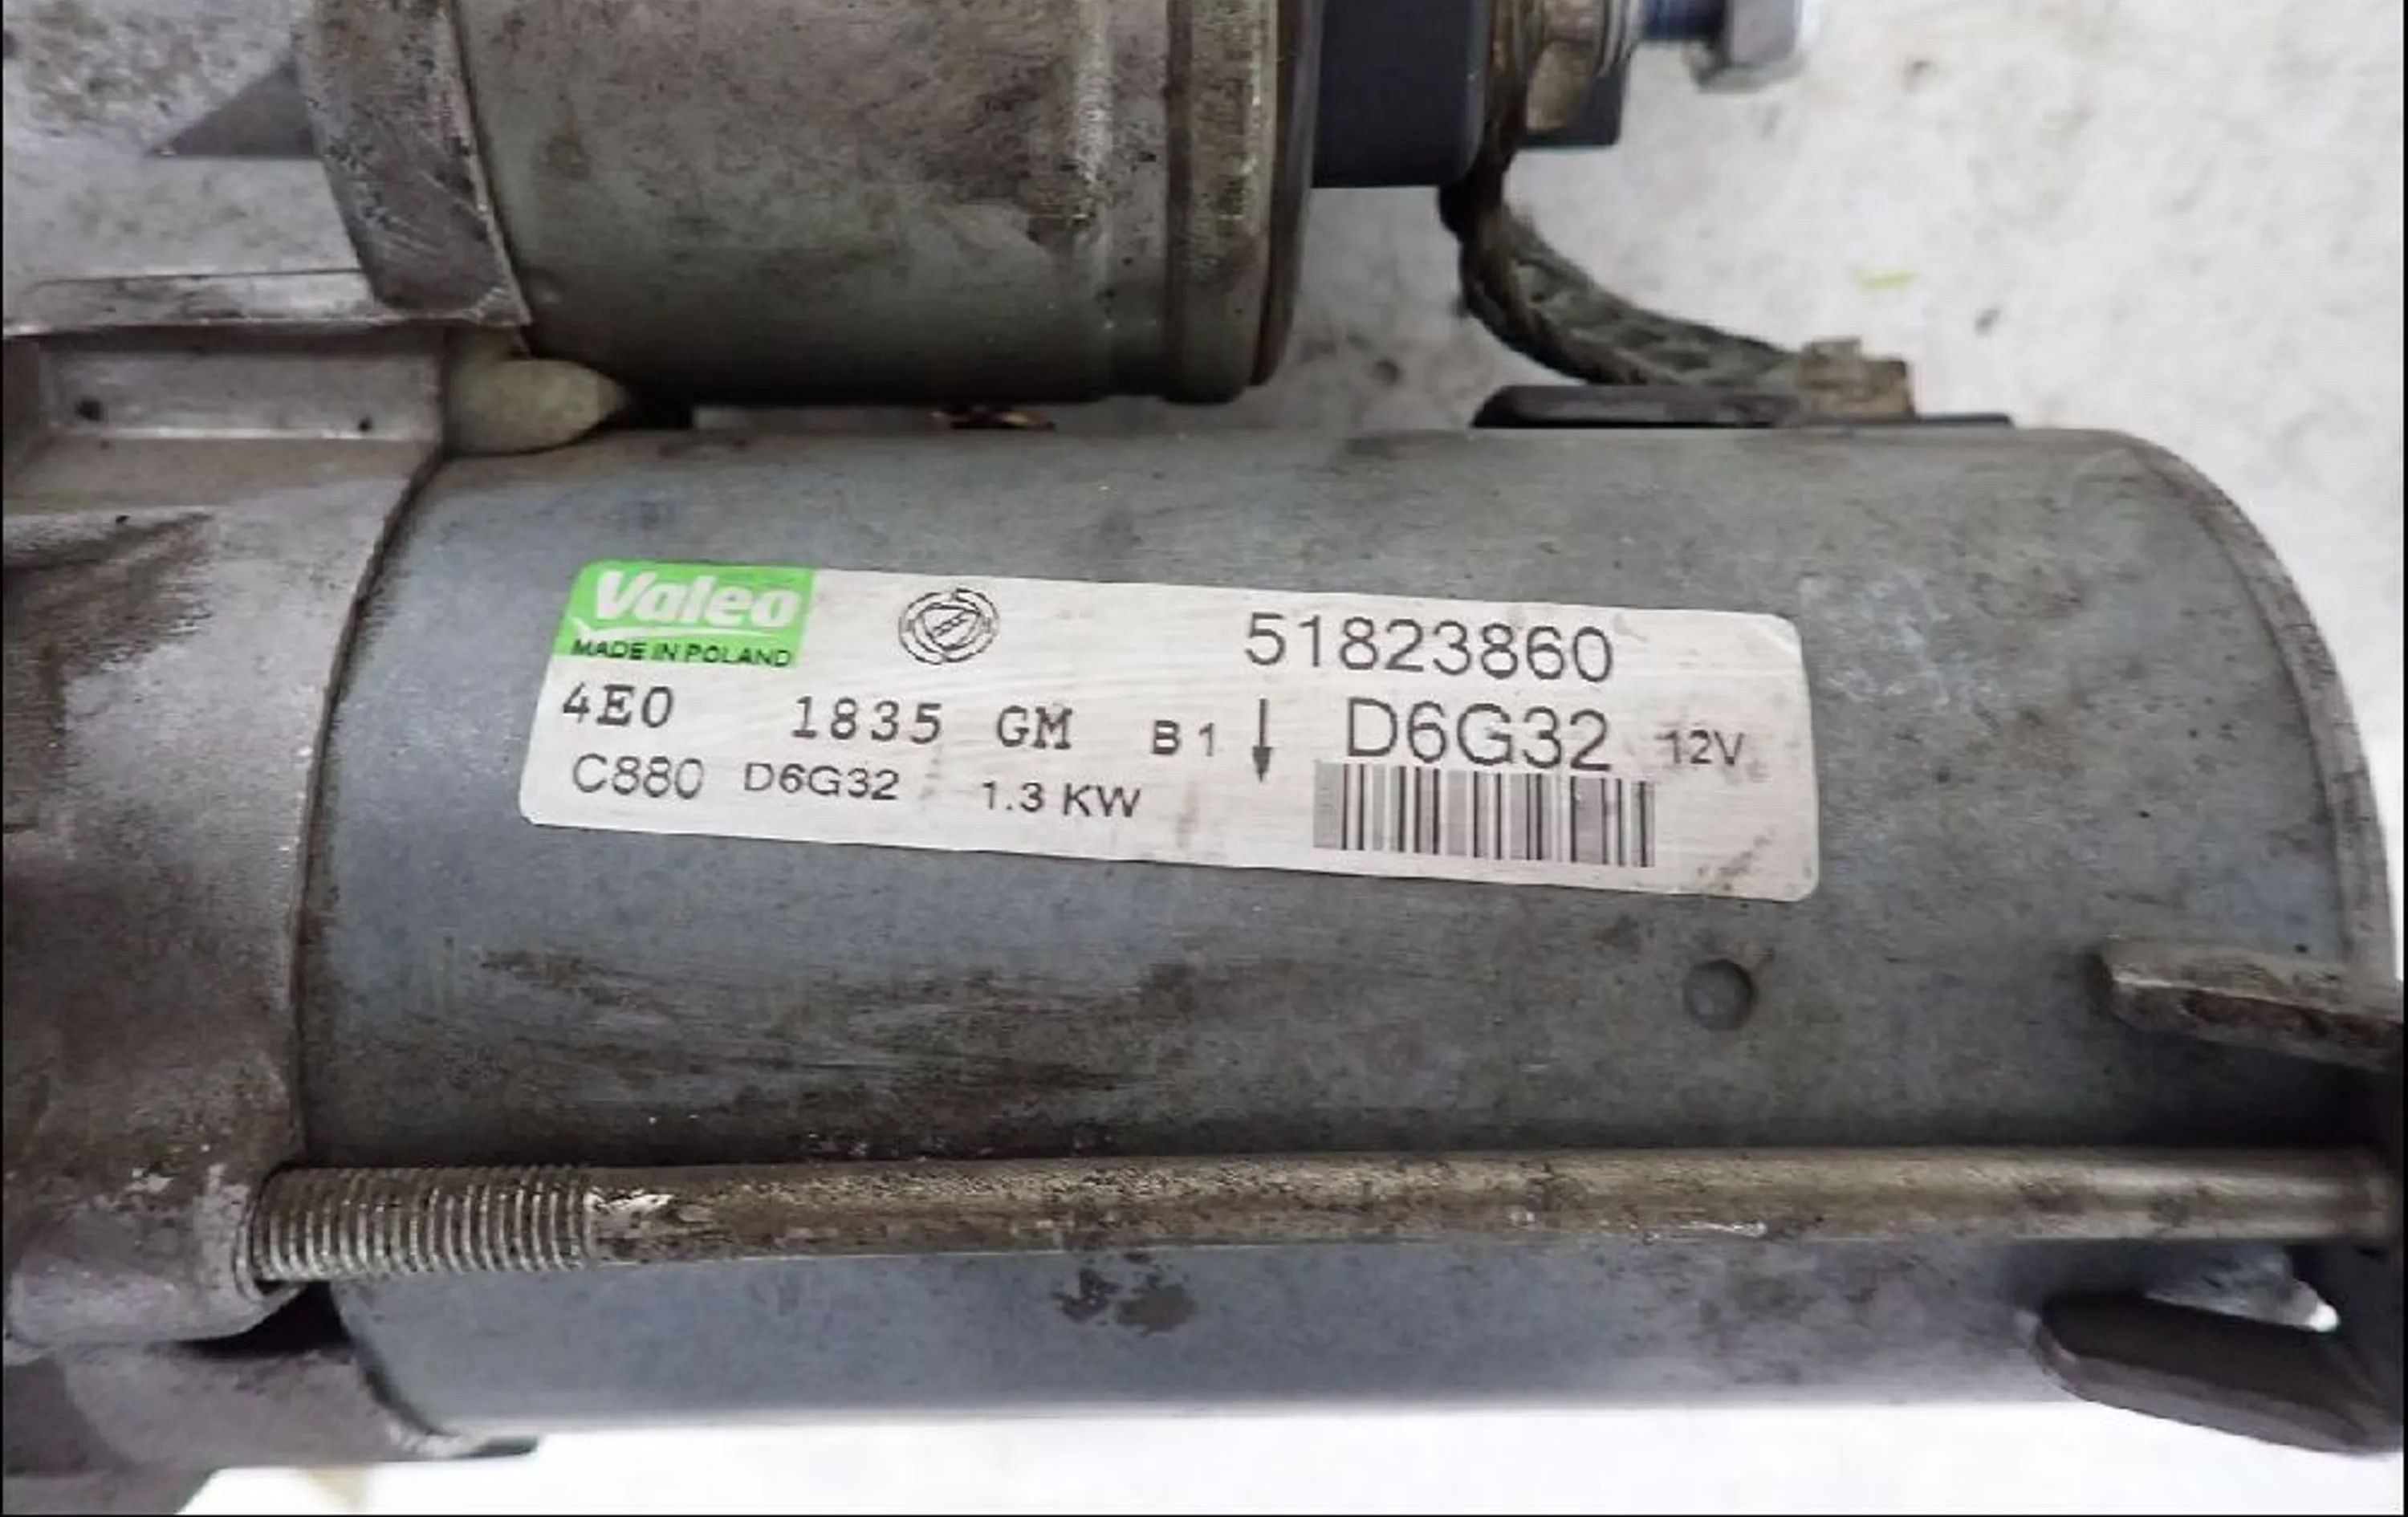 Valeo
MADE IN POLAND
51823860
4E0 1835 GM B1 ↓ D6G32 12V
C880 D6G32 1.3 KW